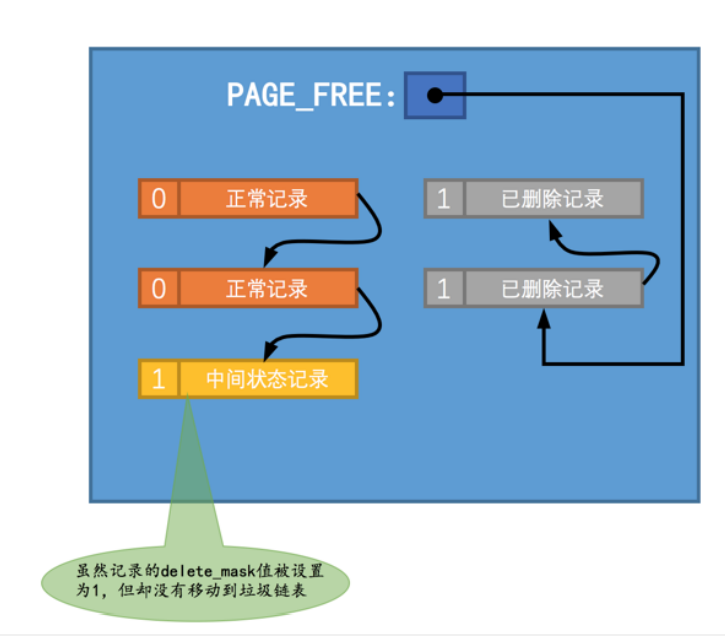 PAGE_FREE:
0 正常记录
1 已删除记录
0 正常记录
1 已删除记录
1 中间状态记录
虽然记录的delete_mask值被设置
为1, 但却没有移动到垃圾链表